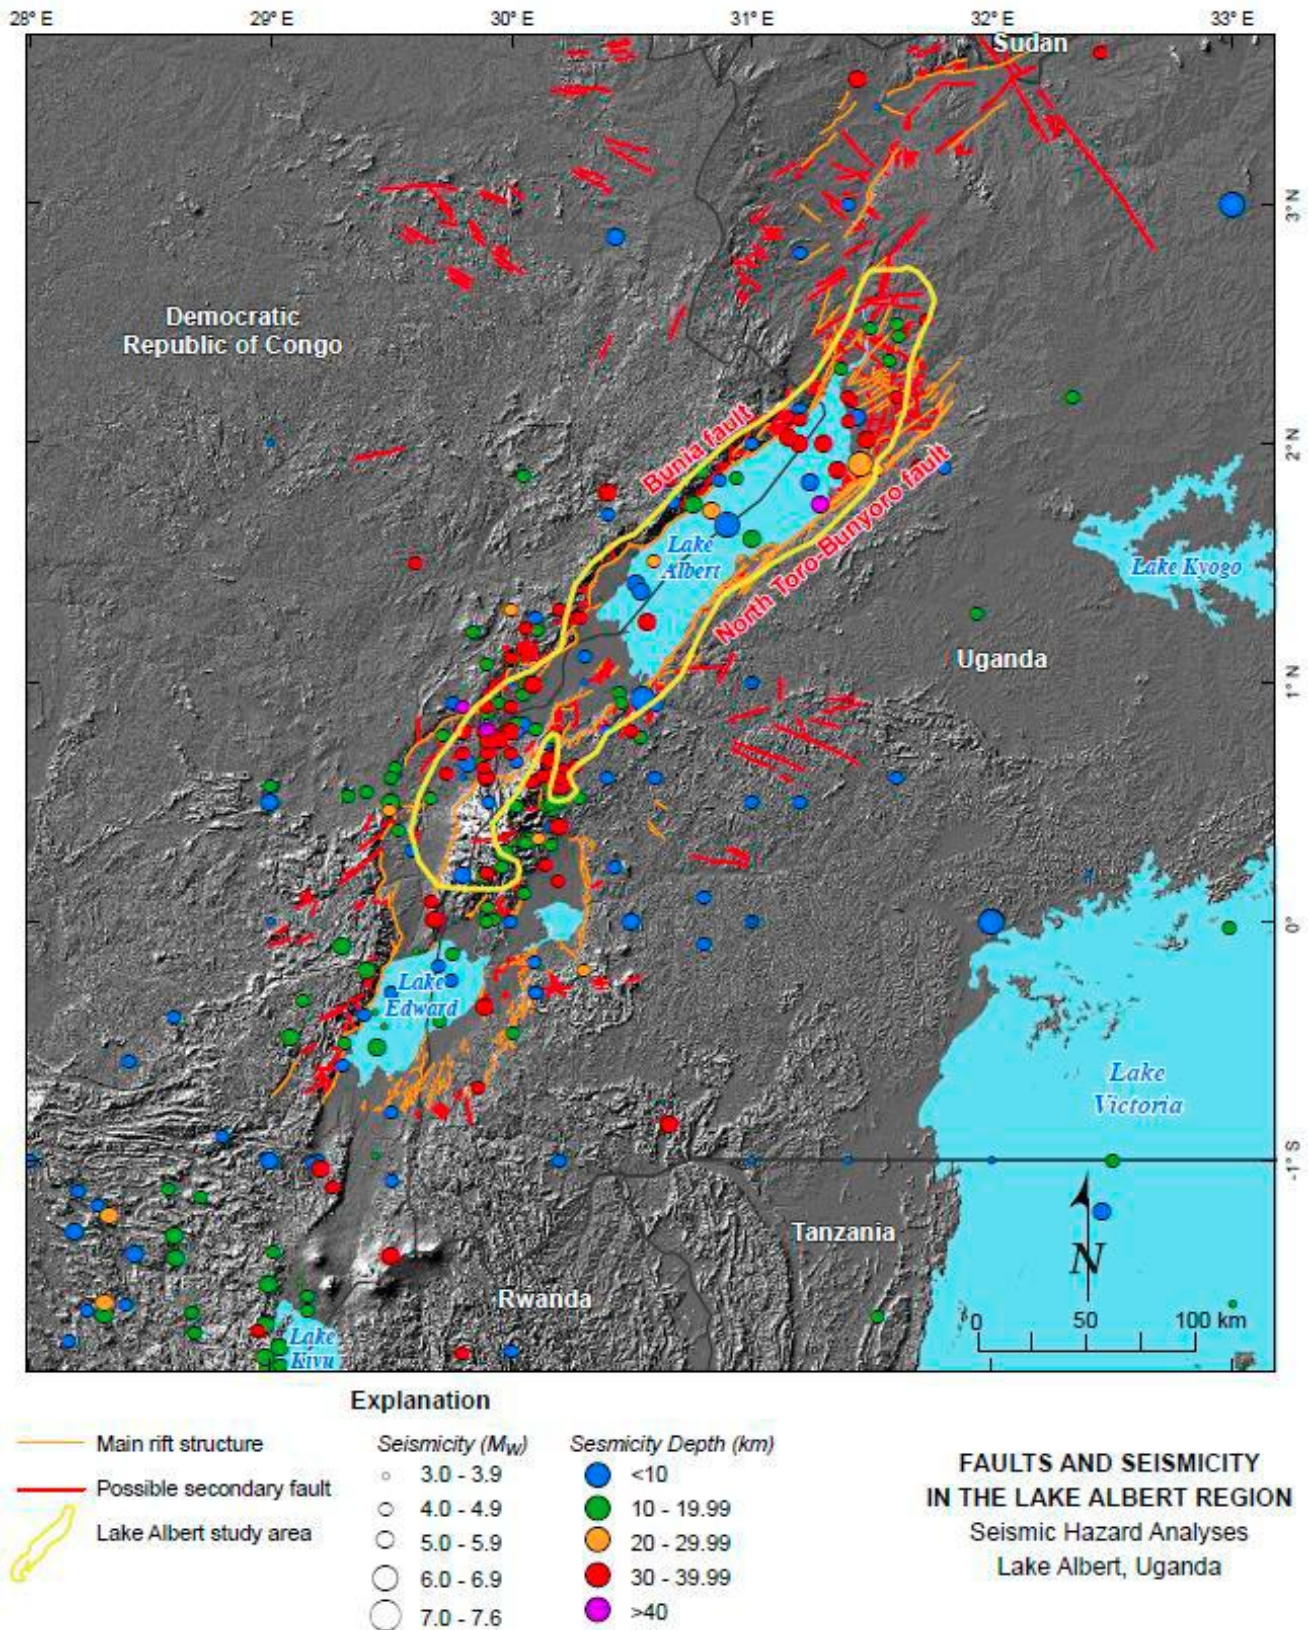 28° E
29° E
30° E
31° E
32° E
33° E
Sudan
3° N
Democratic
Republic of Congo
Bunia fault
2° N
North Toro-Bunyoro fault
Lake
Albert
Lake Kyogo
Uganda
1° N
0°
Lake
Edward
Lake
Victoria
-1° S
N
Tanzania
Rwanda
0
50
100 km
Lake
Kivu
Explanation
Main rift structure
Possible secondary fault
Lake Albert study area
Seismicity (MW)
3.0 - 3.9
4.0 - 4.9
5.0 - 5.9
6.0 - 6.9
7.0 - 7.6
Sesmicity Depth (km)
<10
10 - 19.99
20 - 29.99
30 - 39.99
>40
FAULTS AND SEISMICITY
IN THE LAKE ALBERT REGION
Seismic Hazard Analyses
Lake Albert, Uganda